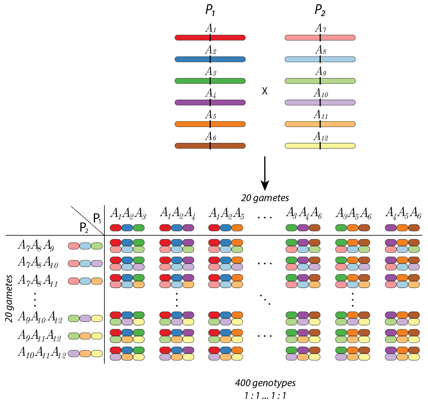 P₁ P₂
A₁ A₇
A₂ A₈
A₃ A₉
A₄ X A₁₀
A₅ A₁₁
A₆ A₁₂
20 gametes
P₁
P₂
A₁A₂A₃ A₁A₂A₄ A₁A₂A₅ ... A₃A₄A₆ A₃A₅A₆ A₄A₅A₆
20 gametes
A₇A₈A₉
A₇A₈A₁₀
A₇A₈A₁₁
A₉A₁₀A₁₂
A₉A₁₁A₁₂
A₁₀A₁₁A₁₂
400 genotypes
1 : 1 ... 1 : 1